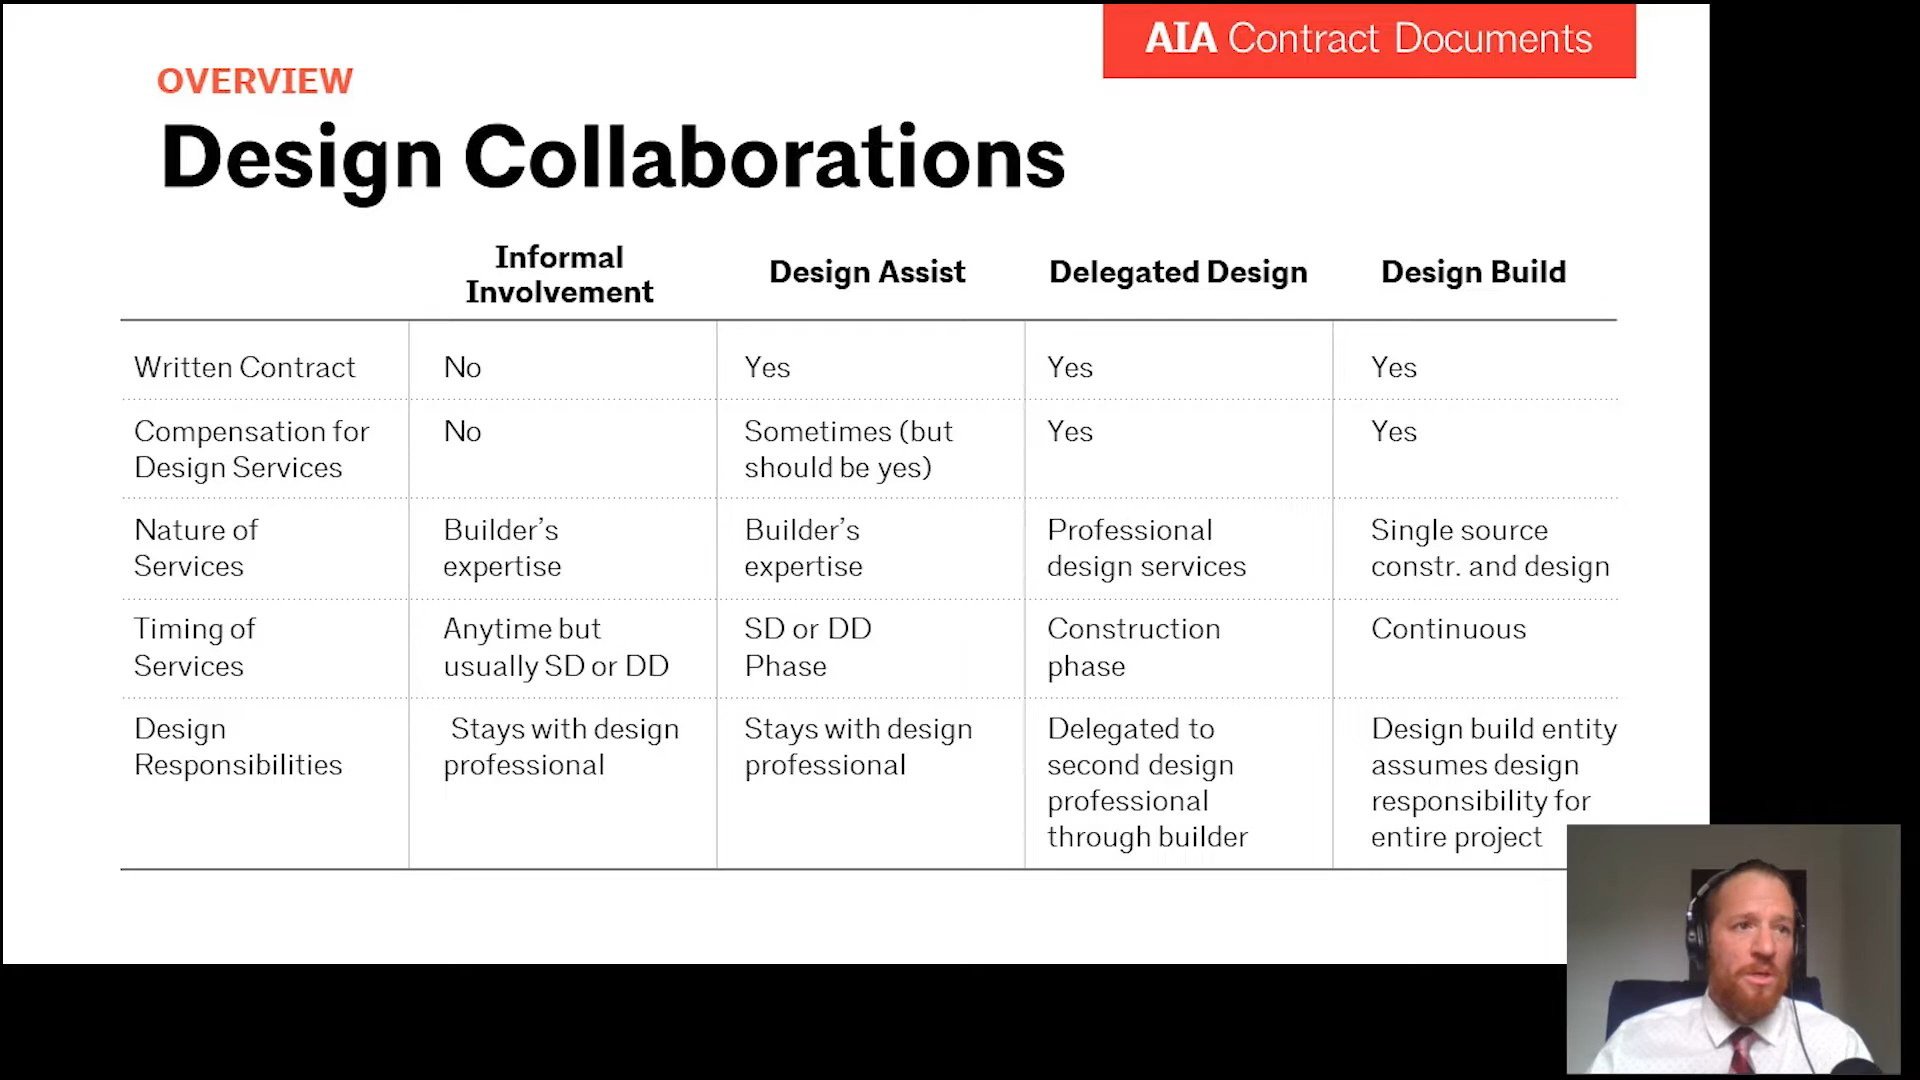 AIA Contract Documents
OVERVIEW
Design Collaborations
Informal
Involvement
Design Assist
Delegated Design
Design Build
Written Contract
No
Yes
Yes
Yes
Compensation for
Design Services
No
Sometimes (but
should be yes)
Yes
Yes
Nature of
Services
Builder’s
expertise
Builder’s
expertise
Professional
design services
Single source
constr. and design
Timing of
Services
Anytime but
usually SD or DD
SD or DD
Phase
Construction
phase
Continuous
Design
Responsibilities
Stays with design
professional
Stays with design
professional
Delegated to
second design
professional
through builder
Design build entity
assumes design
responsibility for
entire project